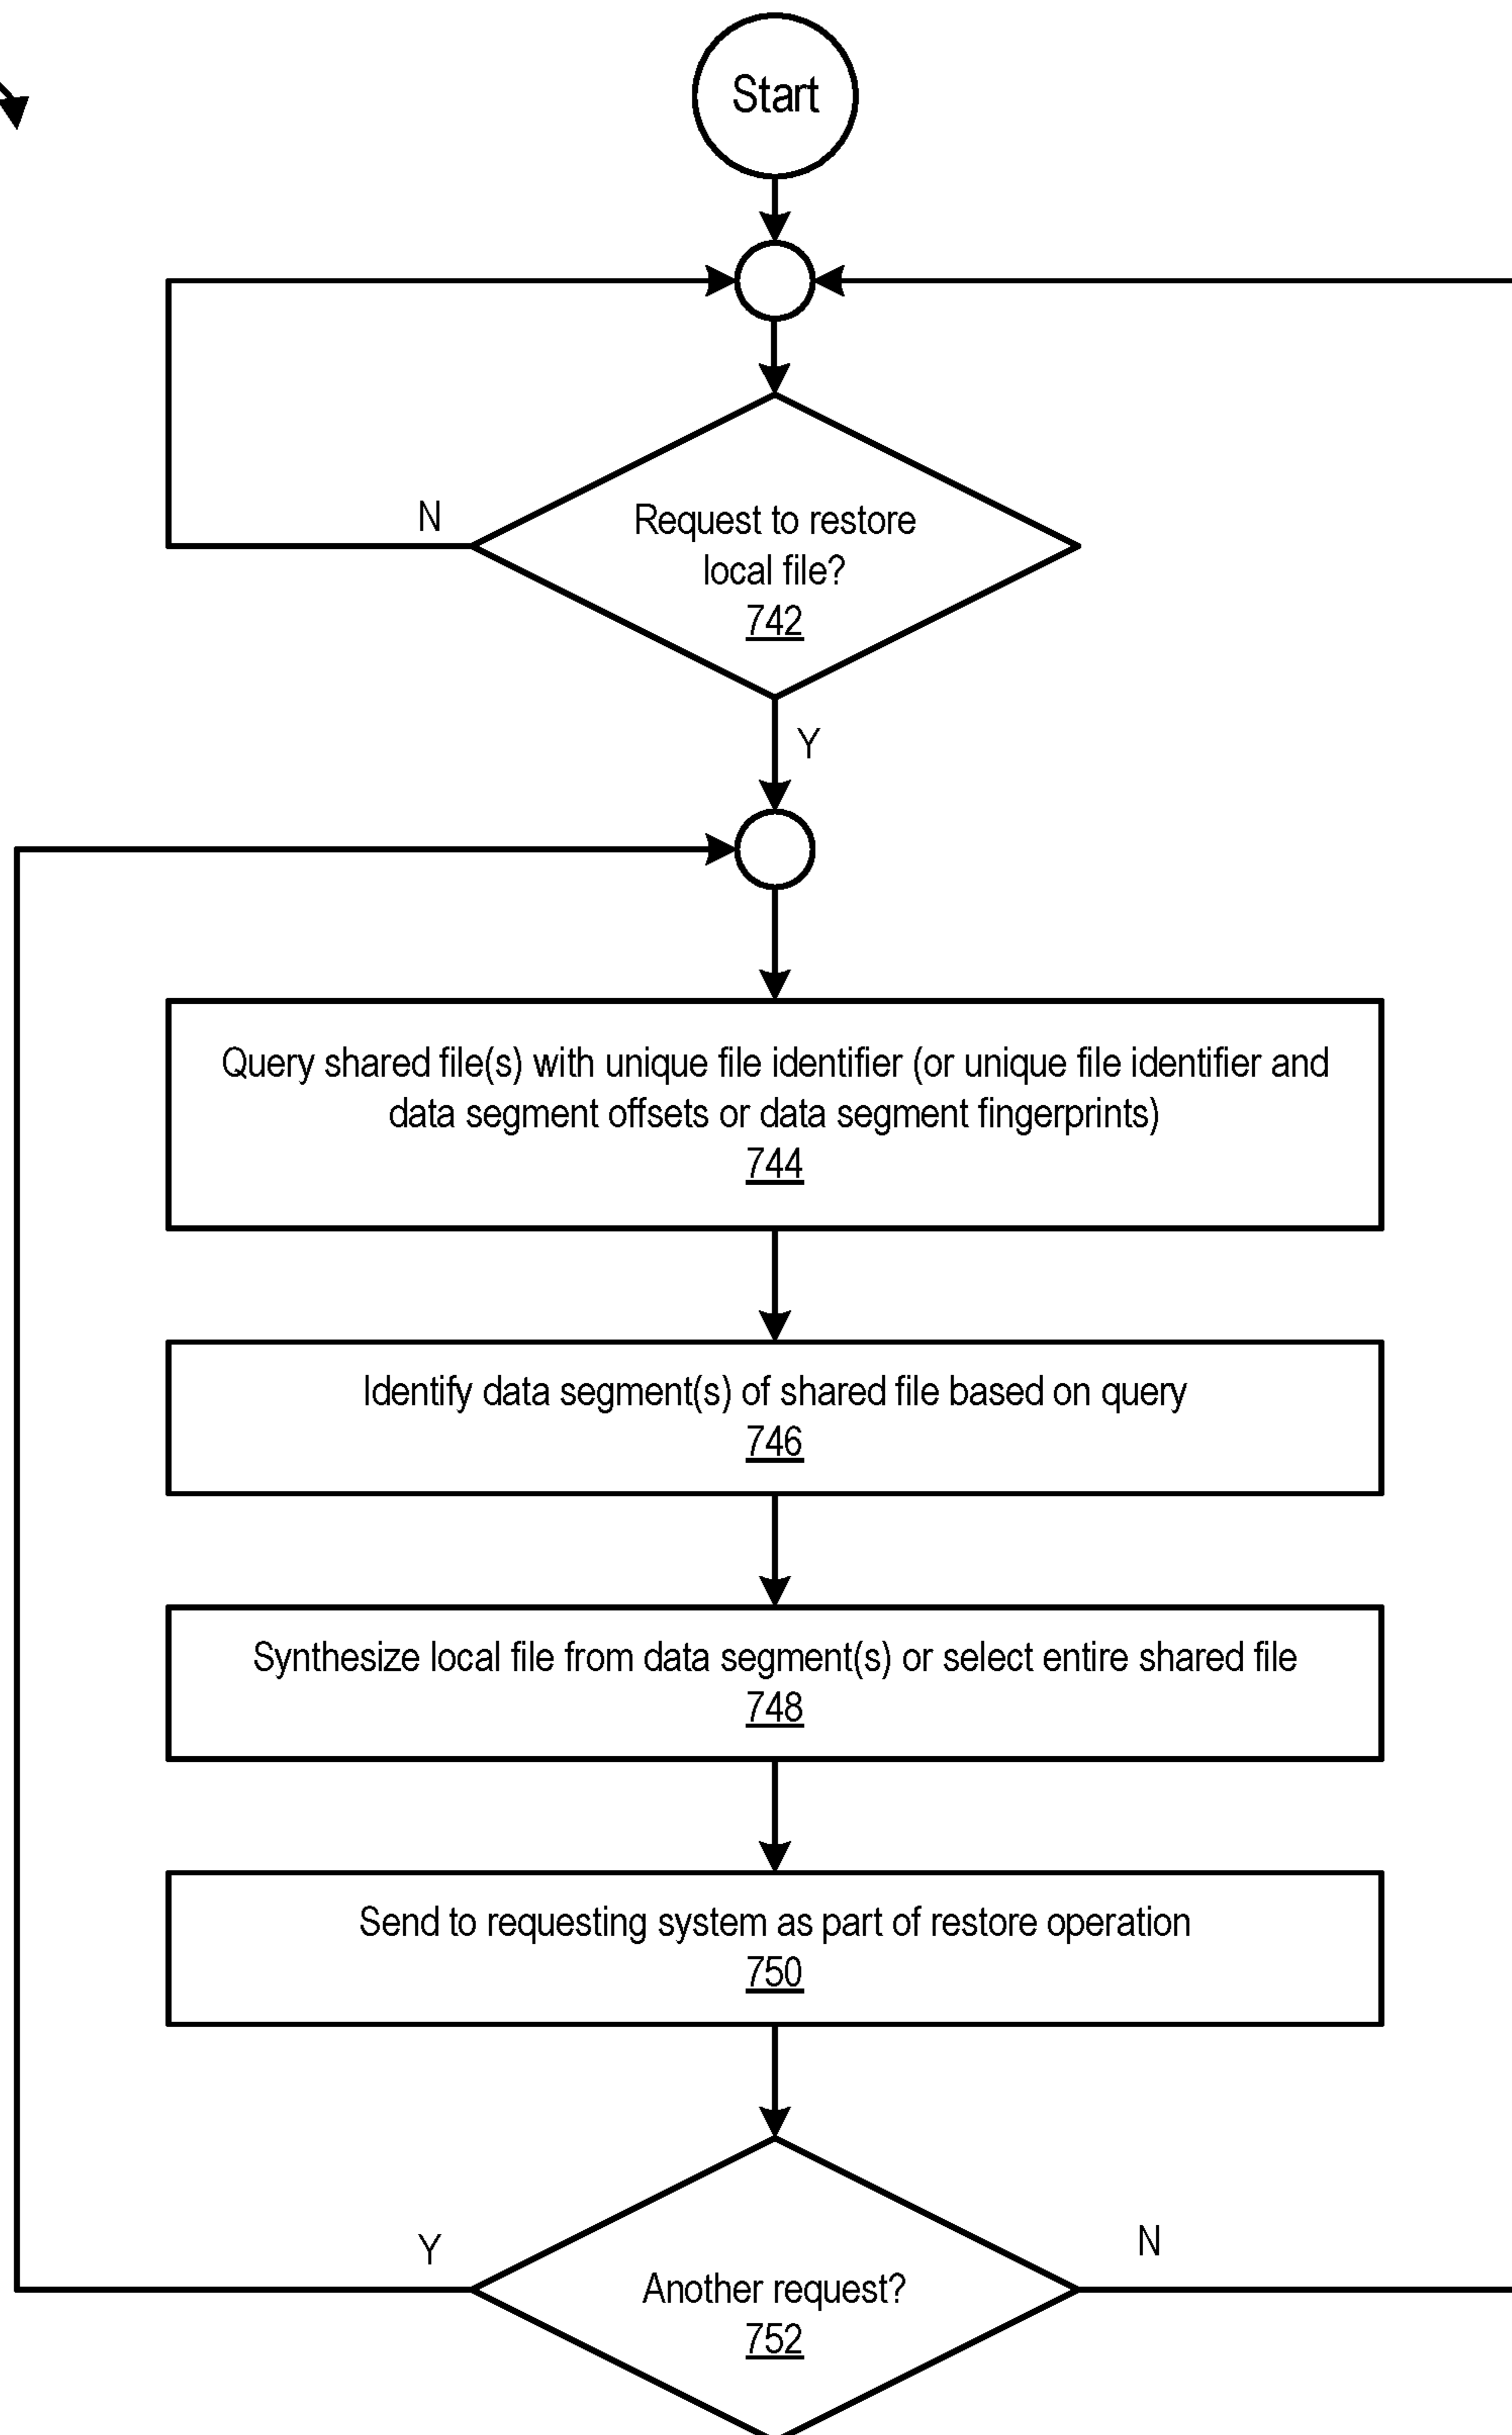 Start
Request to restore
local file?
742
N
Y
Query shared file(s) with unique file identifier (or unique file identifier and
data segment offsets or data segment fingerprints)
744
Identify data segment(s) of shared file based on query
746
Synthesize local file from data segment(s) or select entire shared file
748
Send to requesting system as part of restore operation
750
Y
N
Another request?
752